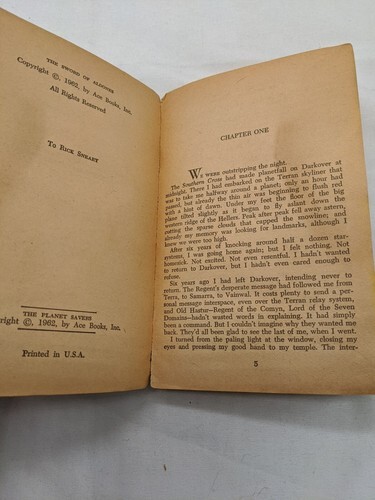 THE SWORD OF ALDONES
Copyright ©, 1962, by Ace Books, Inc.
All Rights Reserved
To Rick Sneary
THE PLANET SAVERS
right ©, 1962, by Ace Books, Inc.
Printed in U.S.A.
CHAPTER ONE
We were outstripping the night.
The Southern Cross had made planetfall on Darkover at
midnight. There I had embarked on the Terran skyliner that
was to take me halfway around a planet; only an hour had
passed, but already the thin air was beginning to flush red
with a hint of dawn. Under my feet the floor of the big
plane tilted slightly as it began to fly aslant down the
western ridge of the Hellers. Peak after peak fell away astern,
cutting the sparse clouds that capped the snowline; and
already my memory was looking for landmarks, although I
knew we were too high.
After six years of knocking around half a dozen star-
systems, I was going home again; but I felt nothing. Not
homesick. Not excited. Not even resentful. I hadn't wanted
to return to Darkover, but I hadn't even cared enough to
refuse.
Six years ago I had left Darkover, intending never to
return. The Regent's desperate message had followed me from
Terra, to Samarra, to Vainwal. It costs plenty to send a per-
sonal message interspace, even over the Terran relay system,
and Old Hastur—Regent of the Comyn, Lord of the Seven
Domains—hadn't wasted words in explaining. It had simply
been a command. But I couldn't imagine why they wanted me
back. They'd all been glad to see the last of me, when I went.
I turned from the paling light at the window, closing my
eyes and pressing my good hand to my temple. The inter-
5